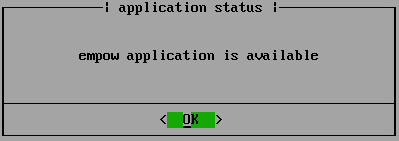 application status
empow application is available
< OK >